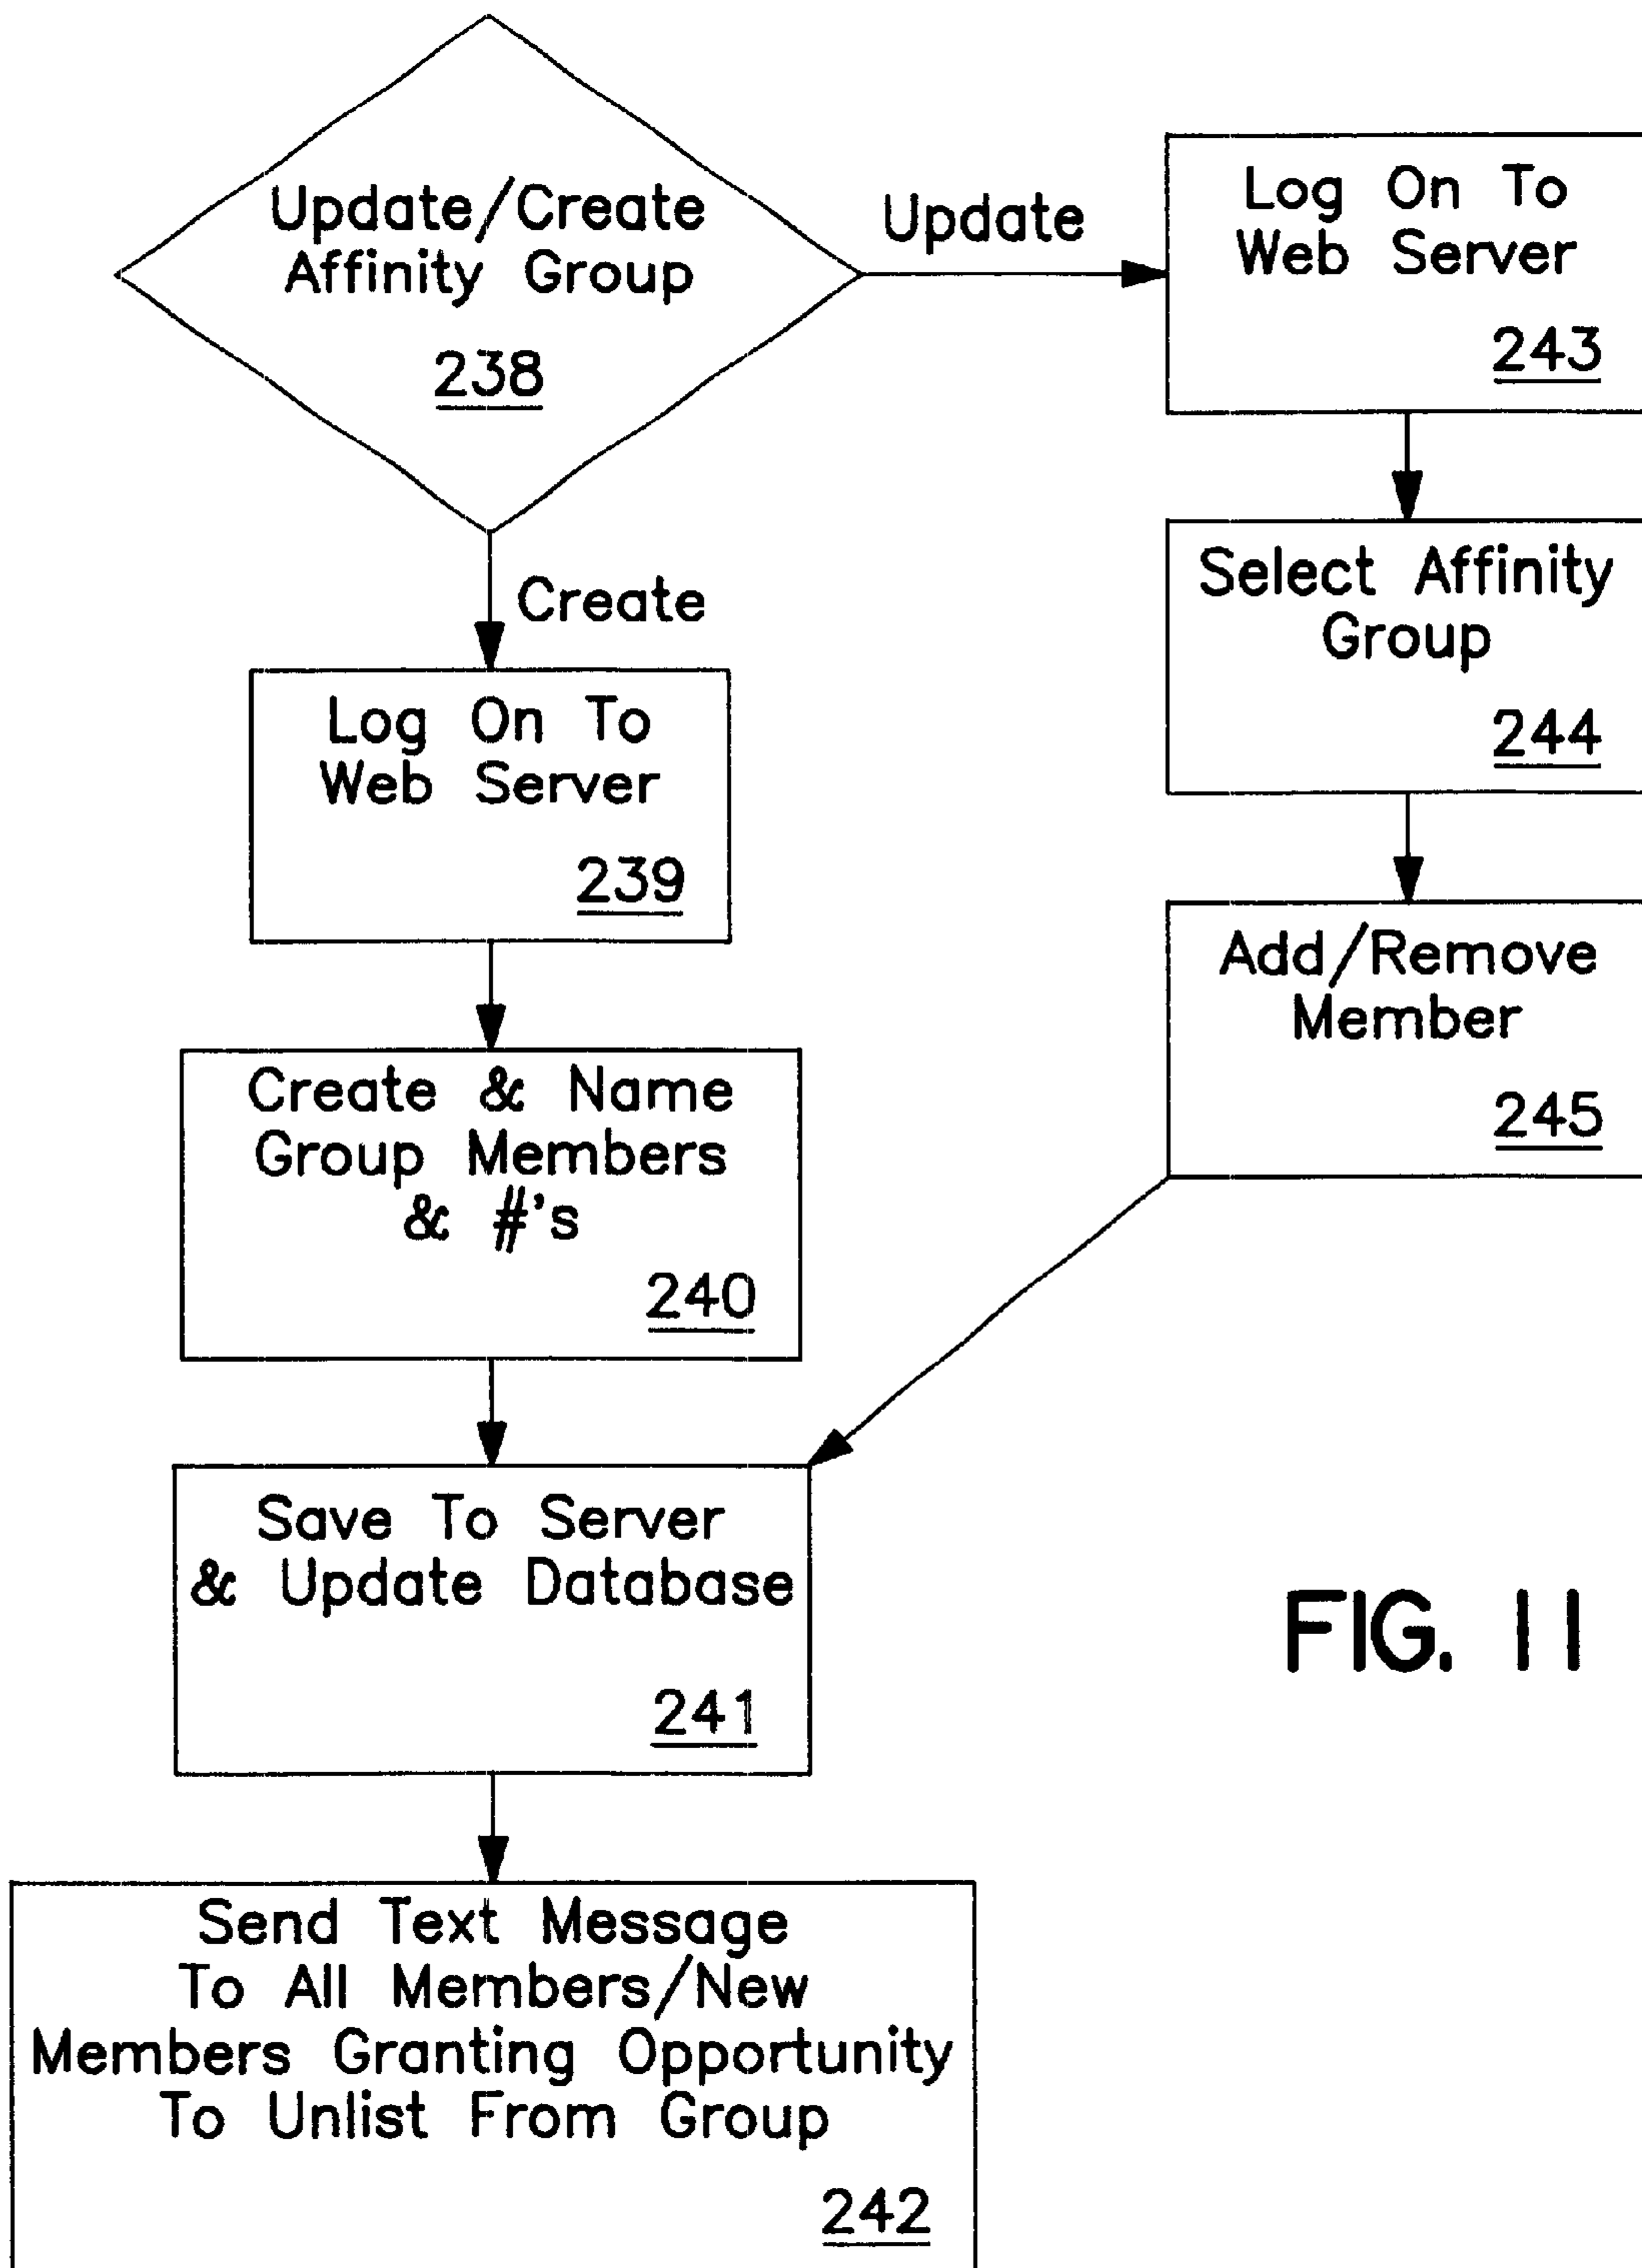 Update/Create
Affinity Group
238
Update
Log On To
Web Server
243
Create
Select Affinity
Group
244
Log On To
Web Server
239
Add/Remove
Member
245
Create & Name
Group Members
& #'s
240
Save To Server
& Update Database
241
FIG. 11
Send Text Message
To All Members/New
Members Granting Opportunity
To Unlist From Group
242